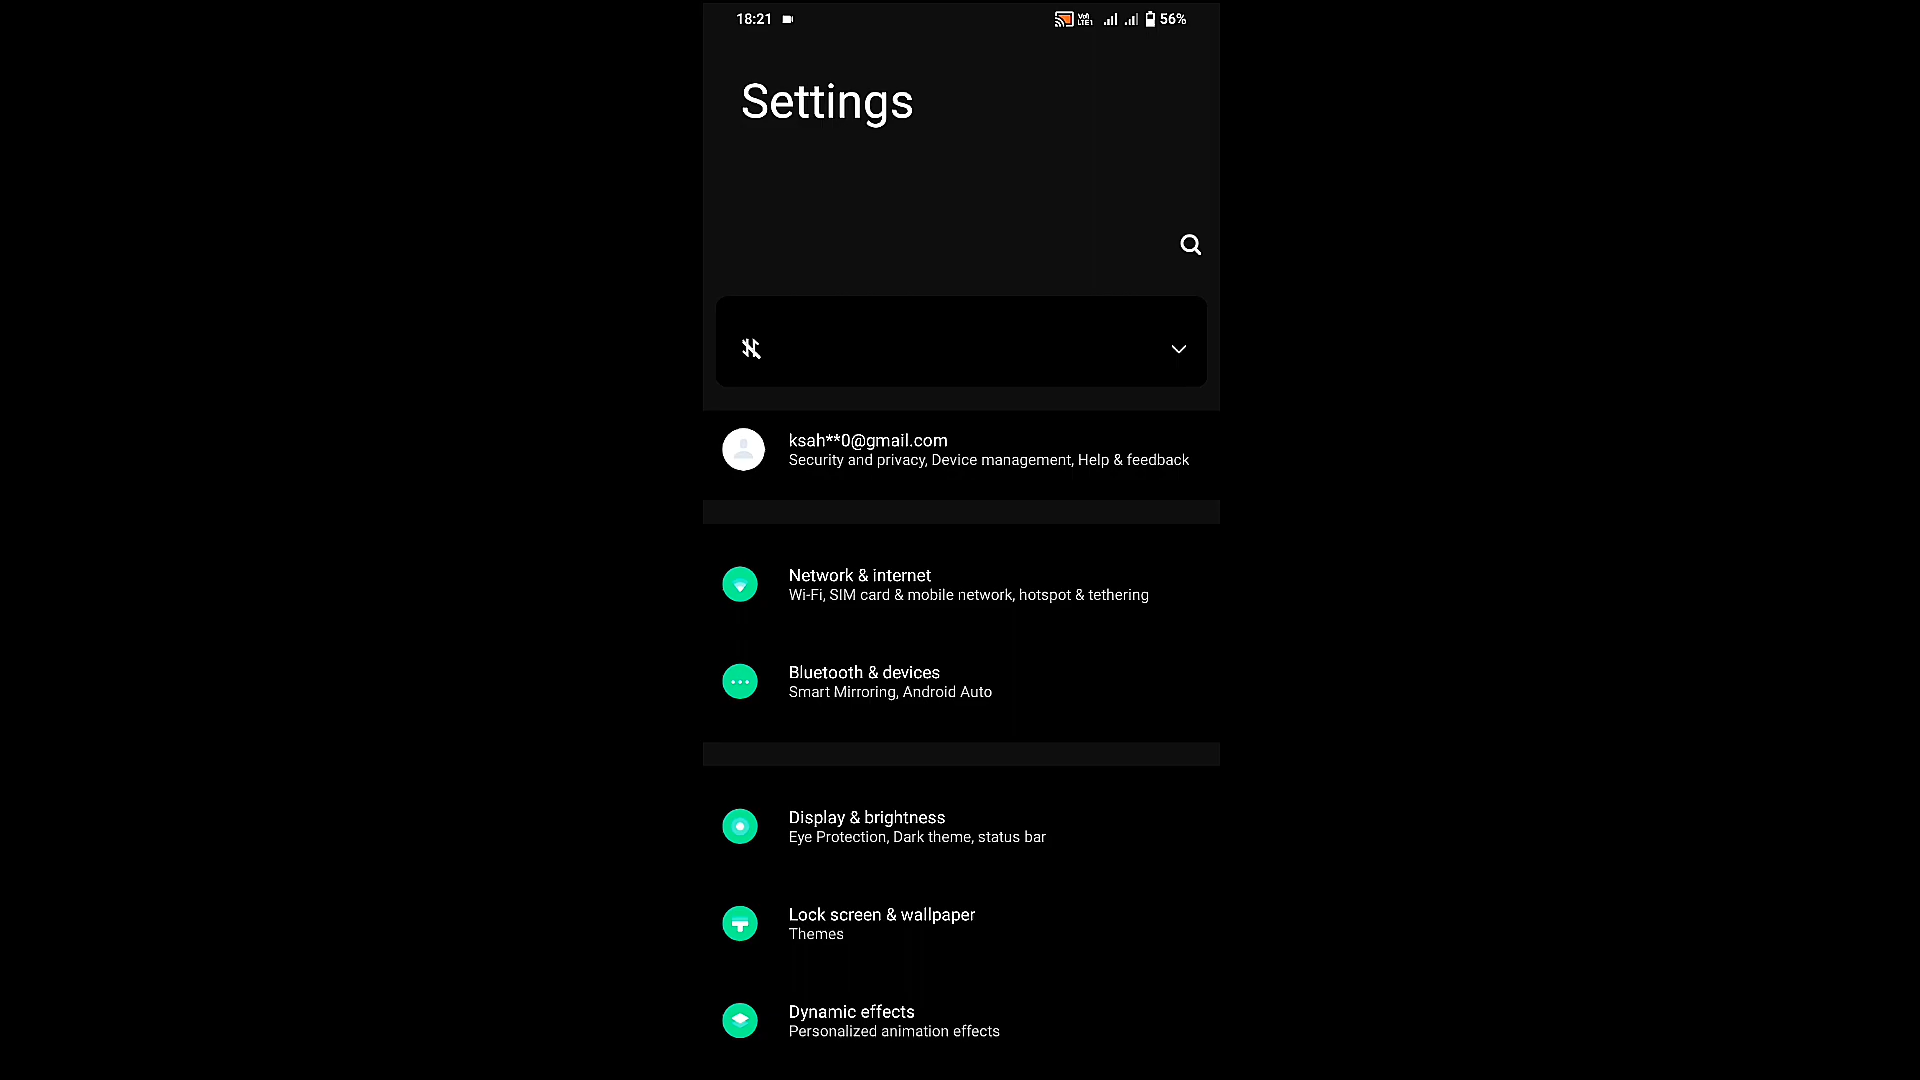 18:21 56%
Settings
ksah**0@gmail.com
Security and privacy, Device management, Help & feedback
Network & internet
Wi-Fi, SIM card & mobile network, hotspot & tethering
Bluetooth & devices
Smart Mirroring, Android Auto
Display & brightness
Eye Protection, Dark theme, status bar
Lock screen & wallpaper
Themes
Dynamic effects
Personalized animation effects